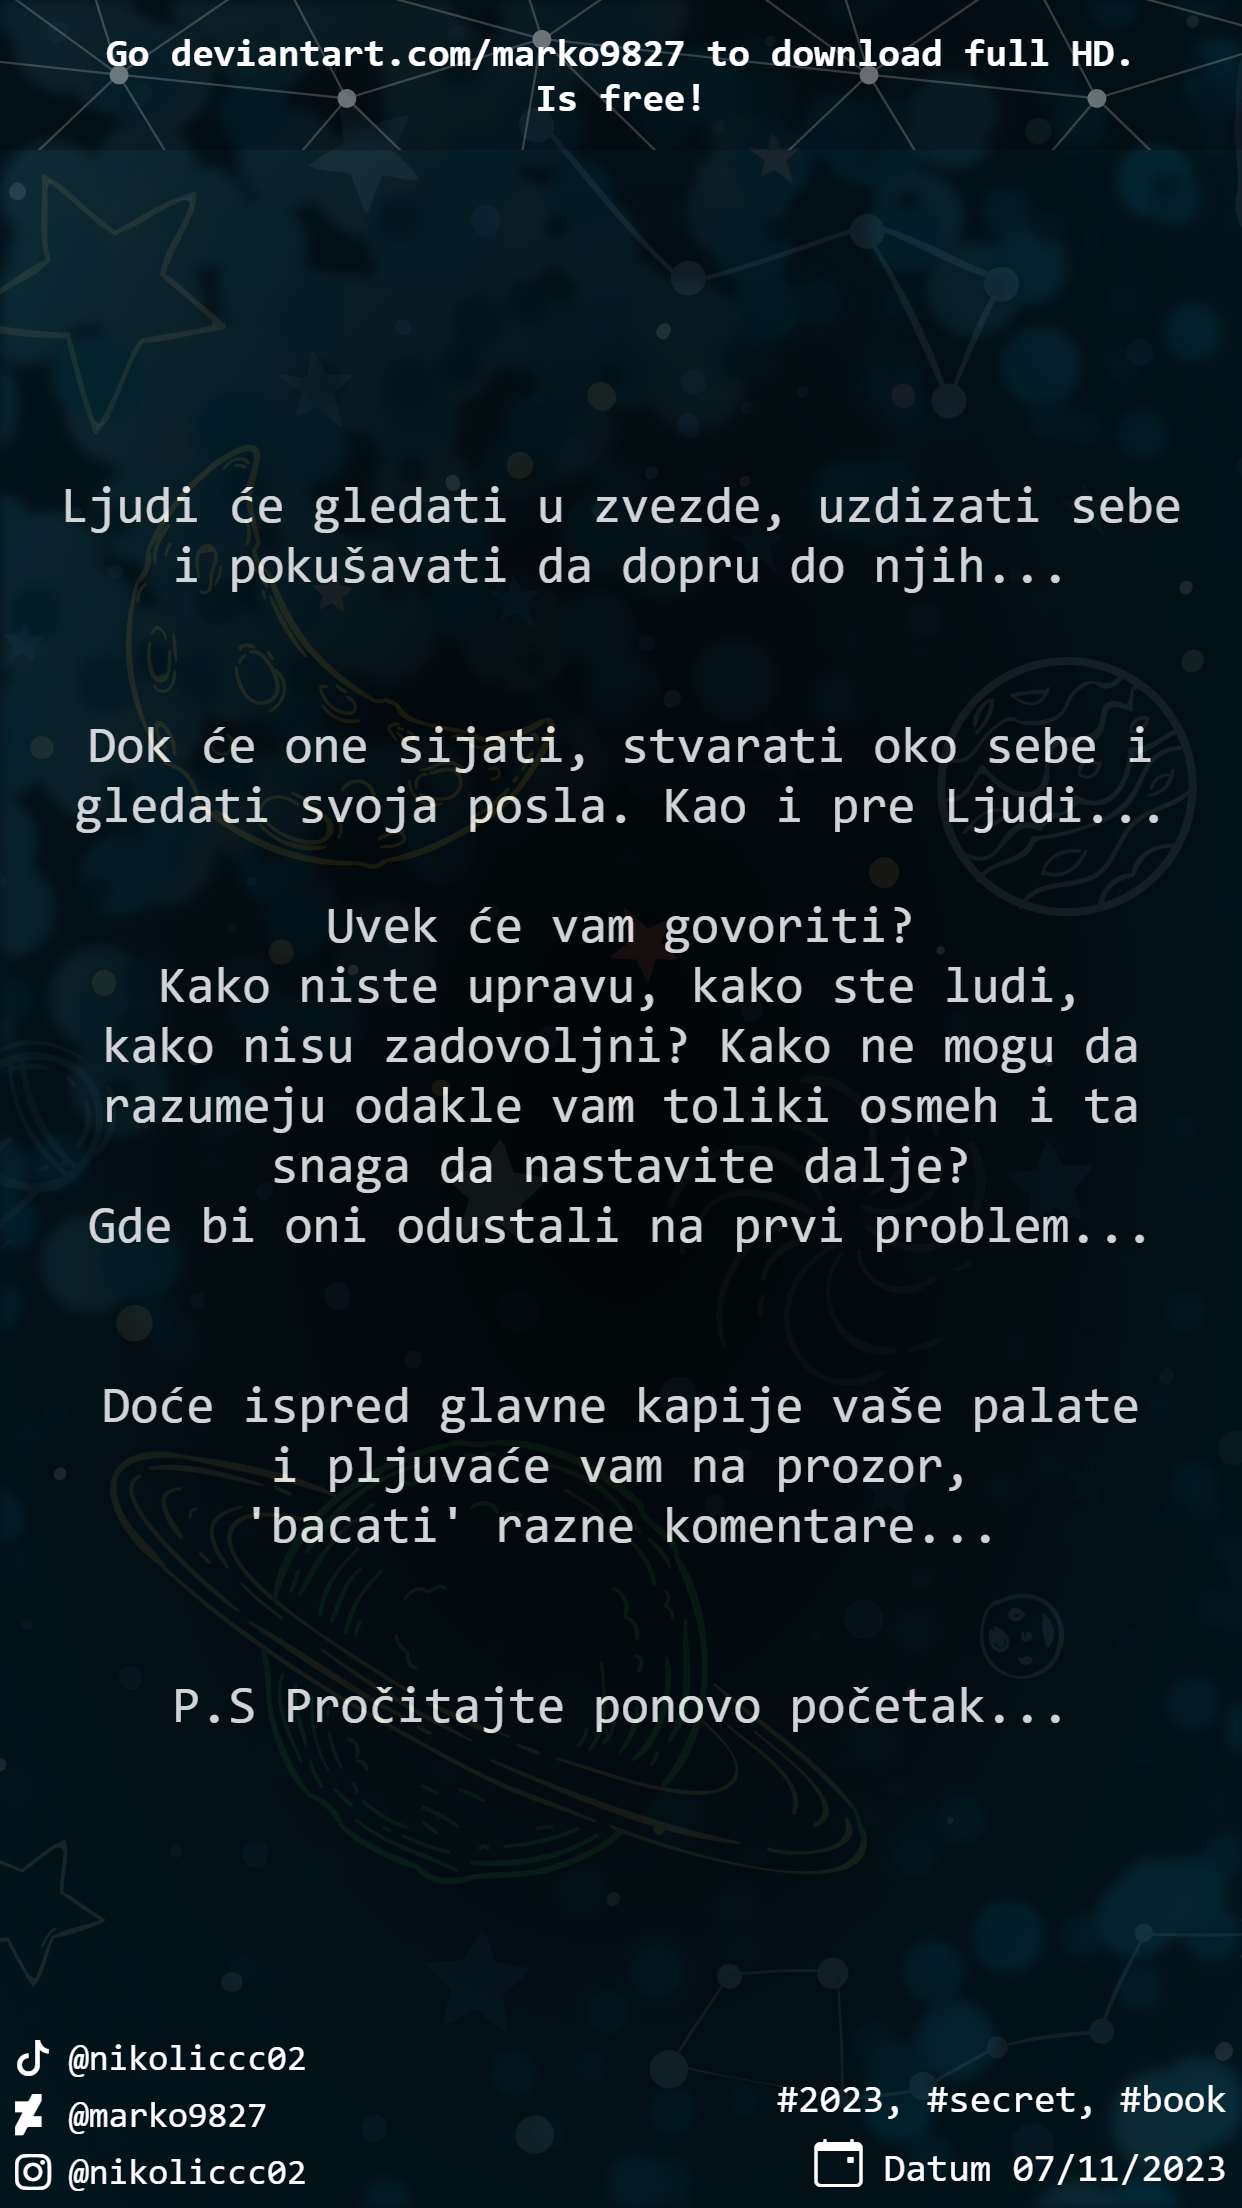 Go deviantart.com/marko9827 to download full HD.
Is free!
Ljudi će gledati u zvezde, uzdizati sebe
i pokušavati da dopru do njih...
Dok će one sijati, stvarati oko sebe i
gledati svoja posla. Kao i pre Ljudi...
Uvek će vam govoriti?
Kako niste upravu, kako ste ludi,
kako nisu zadovoljni? Kako ne mogu da
razumeju odakle vam toliki osmeh i ta
snaga da nastavite dalje?
Gde bi oni odustali na prvi problem...
Doće ispred glavne kapije vaše palate
i pljuvaće vam na prozor,
'bacati' razne komentare...
P.S Pročitajte ponovo početak...
@nikoliccc02
@marko9827
@nikoliccc02
#2023, #secret, #book
Datum 07/11/2023